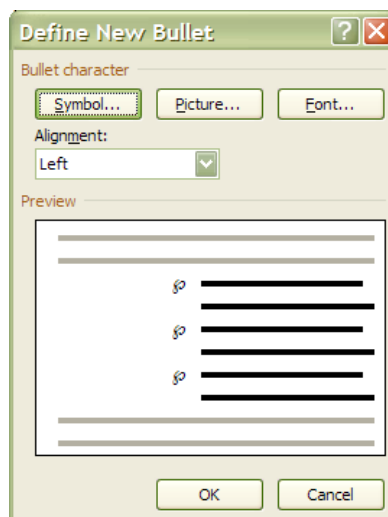 Define New Bullet
Bullet character
Symbol... Picture... Font...
Alignment:
Left
Preview
℘
℘
℘
OK Cancel